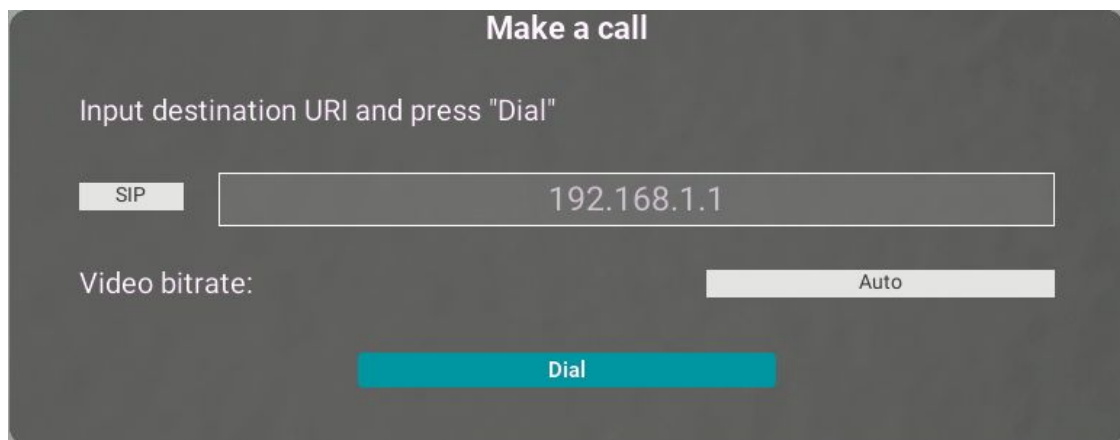 Make a call
Input destination URI and press "Dial"
SIP 192.168.1.1
Video bitrate: Auto
Dial